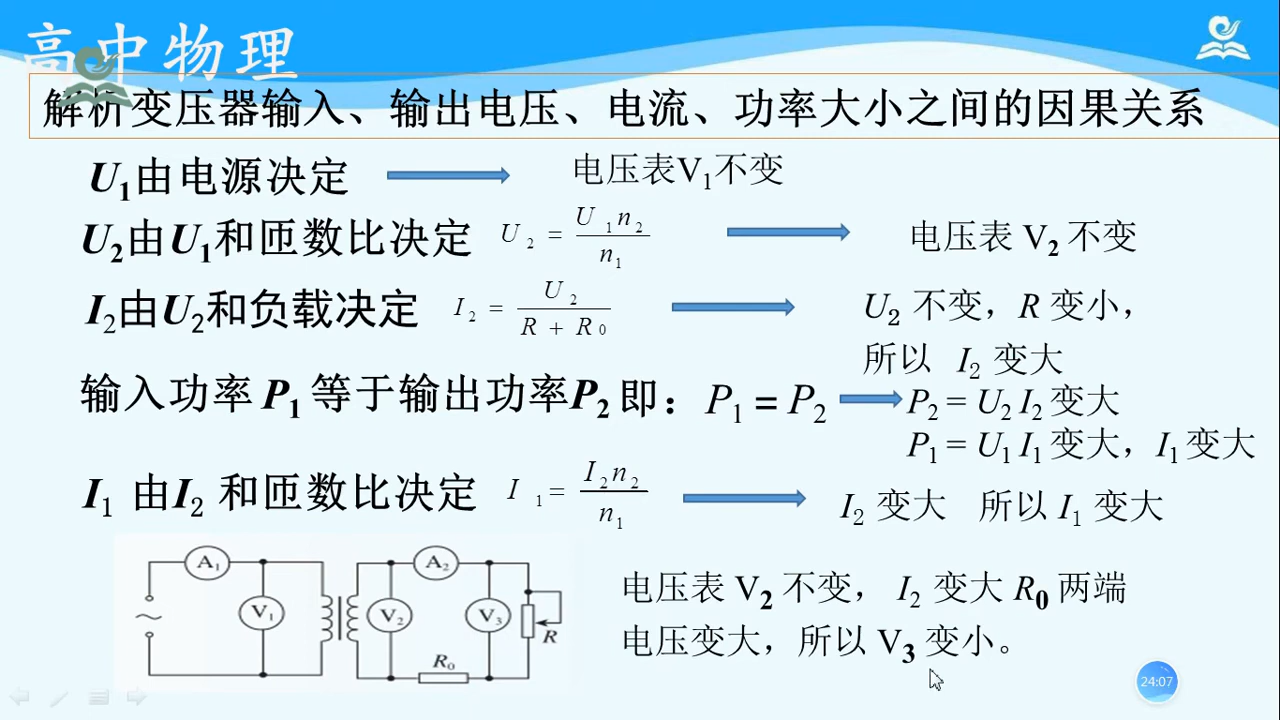 高中物理
解析变压器输入、输出电压、电流、功率大小之间的因果关系
U₁由电源决定 电压表V₁不变
U₂由U₁和匝数比决定 U₂ = U₁n₂/n₁ 电压表 V₂ 不变
I₂由U₂和负载决定 I₂ = U₂/(R + R₀) U₂ 不变，R 变小，
所以 I₂ 变大
输入功率 P₁ 等于输出功率P₂ 即：P₁ = P₂ P₂ = U₂ I₂ 变大
P₁ = U₁ I₁ 变大，I₁ 变大
I₁ 由I₂ 和匝数比决定 I₁ = I₂n₂/n₁ I₂ 变大 所以 I₁ 变大
电压表 V₂ 不变， I₂ 变大 R₀ 两端
电压变大，所以 V₃ 变小。
A₁ A₂
V₁ V₂ V₃ R
R₀
24:07